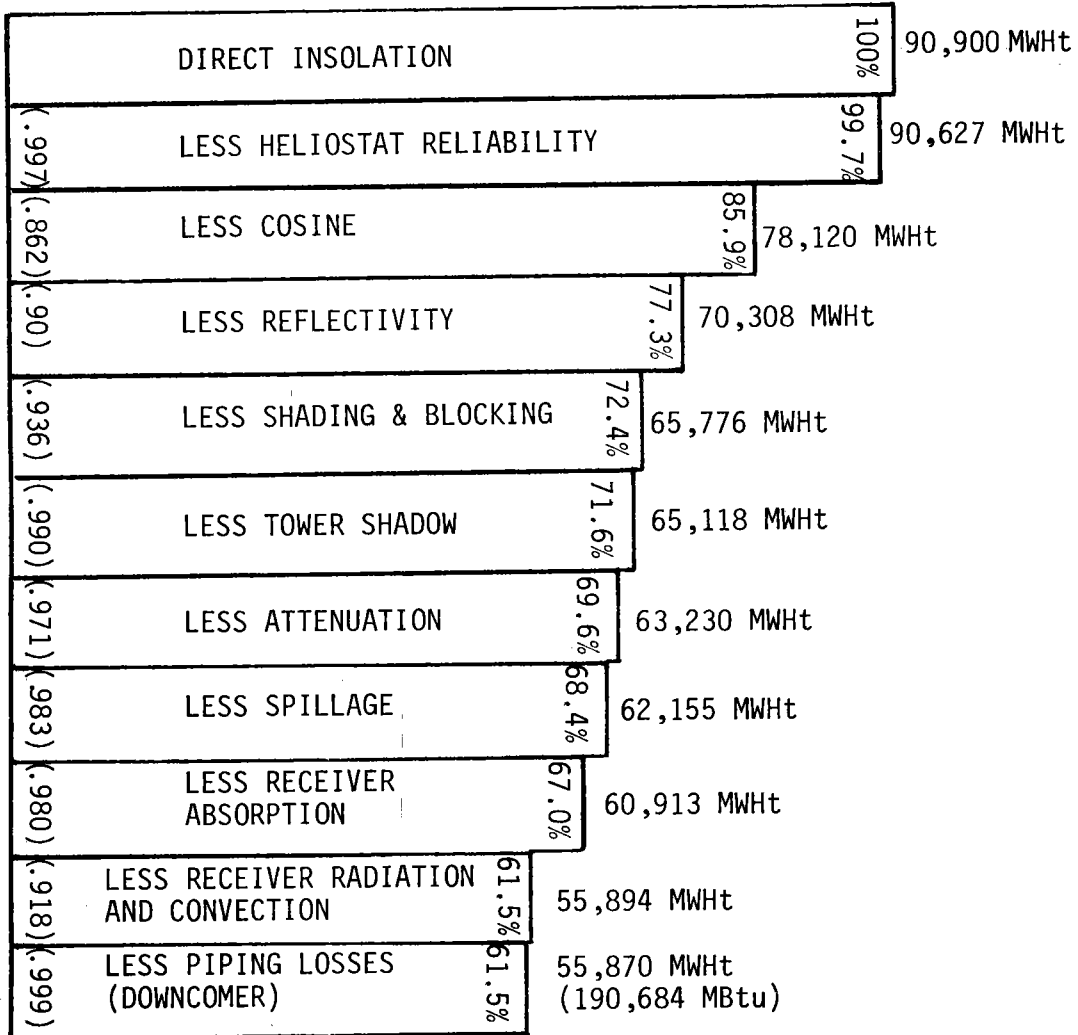 DIRECT INSOLATION 100% 90,900 MWHt
(.997) LESS HELIOSTAT RELIABILITY 99.7% 90,627 MWHt
(.862) LESS COSINE 85.9% 78,120 MWHt
(.90) LESS REFLECTIVITY 77.3% 70,308 MWHt
(.936) LESS SHADING & BLOCKING 72.4% 65,776 MWHt
(.990) LESS TOWER SHADOW 71.6% 65,118 MWHt
(.971) LESS ATTENUATION 69.6% 63,230 MWHt
(.983) LESS SPILLAGE 68.4% 62,155 MWHt
(.980) LESS RECEIVER
ABSORPTION 67.0% 60,913 MWHt
(.918) LESS RECEIVER RADIATION
AND CONVECTION 61.5% 55,894 MWHt
(.999) LESS PIPING LOSSES
(DOWNCOMER) 61.5% 55,870 MWHt
(190,684 MBtu)